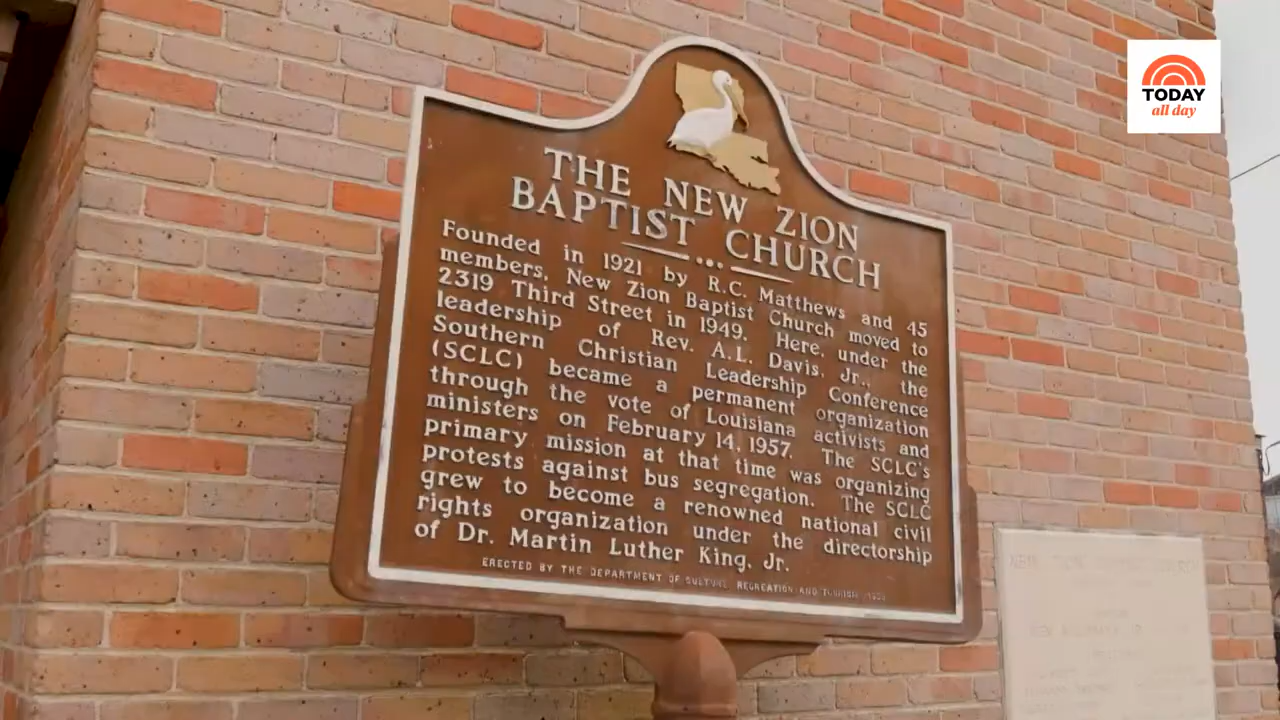 TODAY
all day
THE NEW ZION
BAPTIST CHURCH
Founded in 1921 by R.C. Matthews and 45
members, New Zion Baptist Church moved to
2319 Third Street in 1949. Here, under the
leadership of Rev. A.L. Davis, Jr., the
Southern Christian Leadership Conference
(SCLC) became a permanent organization
through the vote of Louisiana activists and
ministers on February 14, 1957. The SCLC's
primary mission at that time was organizing
protests against bus segregation. The SCLC
grew to become a renowned national civil
rights organization under the directorship
of Dr. Martin Luther King, Jr.
ERECTED BY THE DEPARTMENT OF CULTURE, RECREATION AND TOURISM